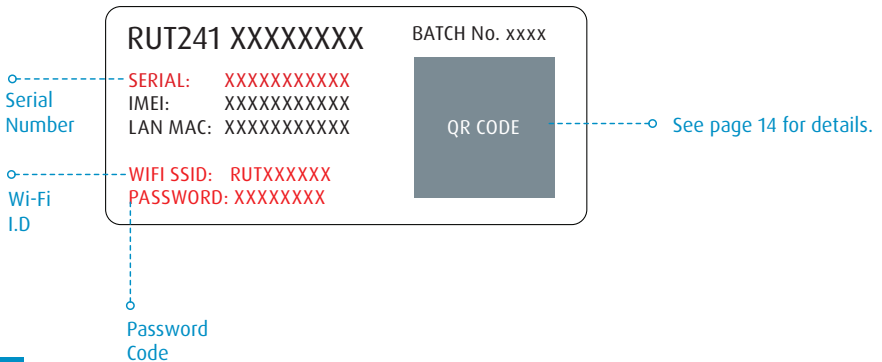 RUT241 XXXXXXXX
BATCH No. xxxx
SERIAL: XXXXXXXXXXX
IMEI: XXXXXXXXXXX
LAN MAC: XXXXXXXXXXX
WIFI SSID: RUTXXXXXX
PASSWORD: XXXXXXXX
QR CODE
Serial
Number
Wi-Fi
I.D
Password
Code
See page 14 for details.